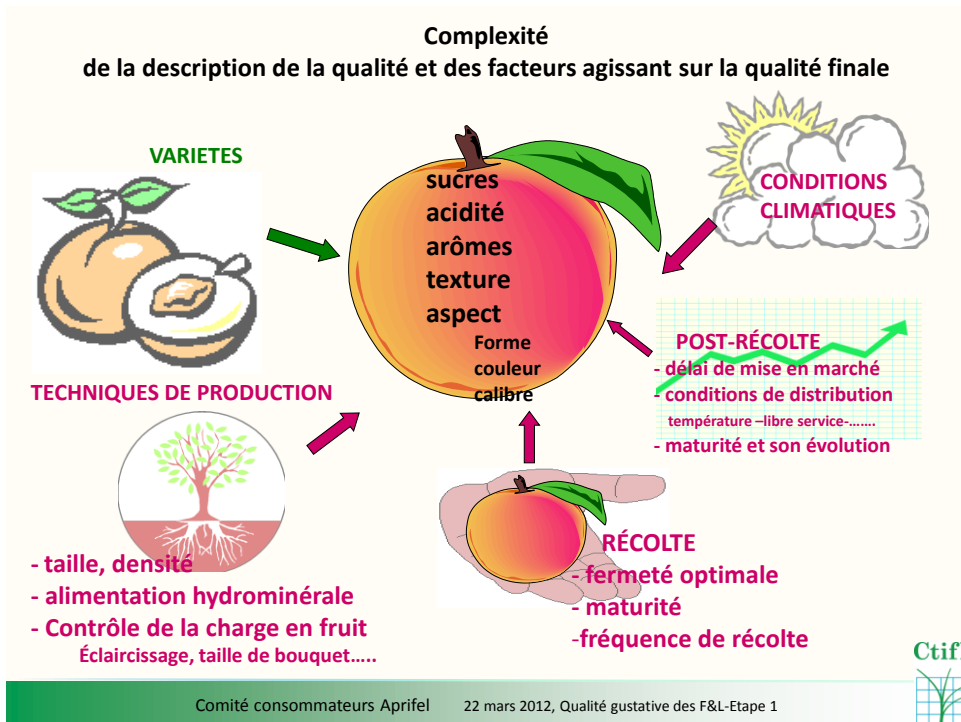 Complexité
de la description de la qualité et des facteurs agissant sur la qualité finale
VARIETES
sucres
acidité
arômes
texture
aspect
Forme
couleur
calibre
CONDITIONS
CLIMATIQUES
POST-RÉCOLTE
- délai de mise en marché
- conditions de distribution
température –libre service-…….
- maturité et son évolution
TECHNIQUES DE PRODUCTION
- taille, densité
- alimentation hydrominérale
- Contrôle de la charge en fruit
Éclaircissage, taille de bouquet…..
RÉCOLTE
- fermeté optimale
- maturité
-fréquence de récolte
Comité consommateurs Aprifel 22 mars 2012, Qualité gustative des F&L-Etape 1